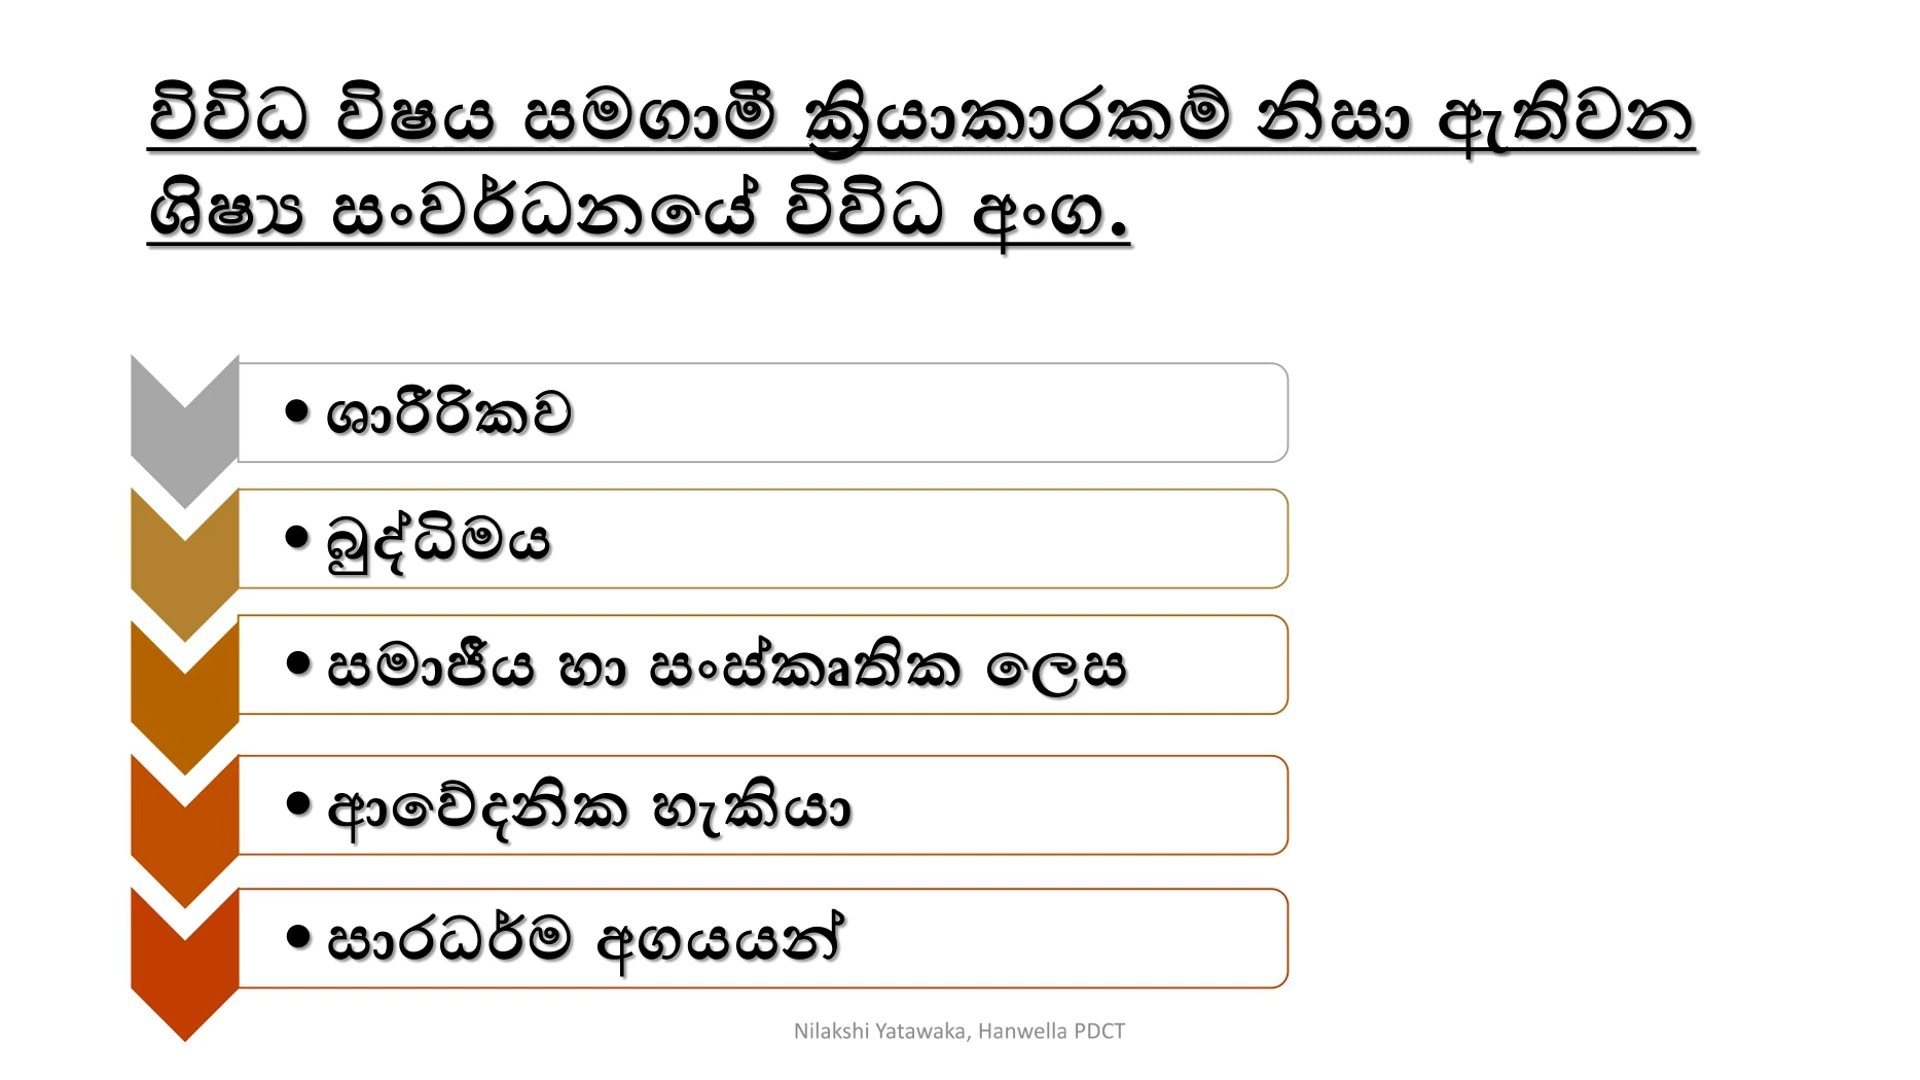 විවිධ විෂය සමගාමී ක්‍රියාකාරකම් නිසා ඇතිවන
ශිෂ්‍ය සංවර්ධනයේ විවිධ අංග.
• ශාරීරිකව
• බුද්ධිමය
• සමාජීය හා සංස්කෘතික ලෙස
• ආවේදනික හැකියා
• සාරධර්ම අගයයන්
Nilakshi Yatawaka, Hanwella PDCT